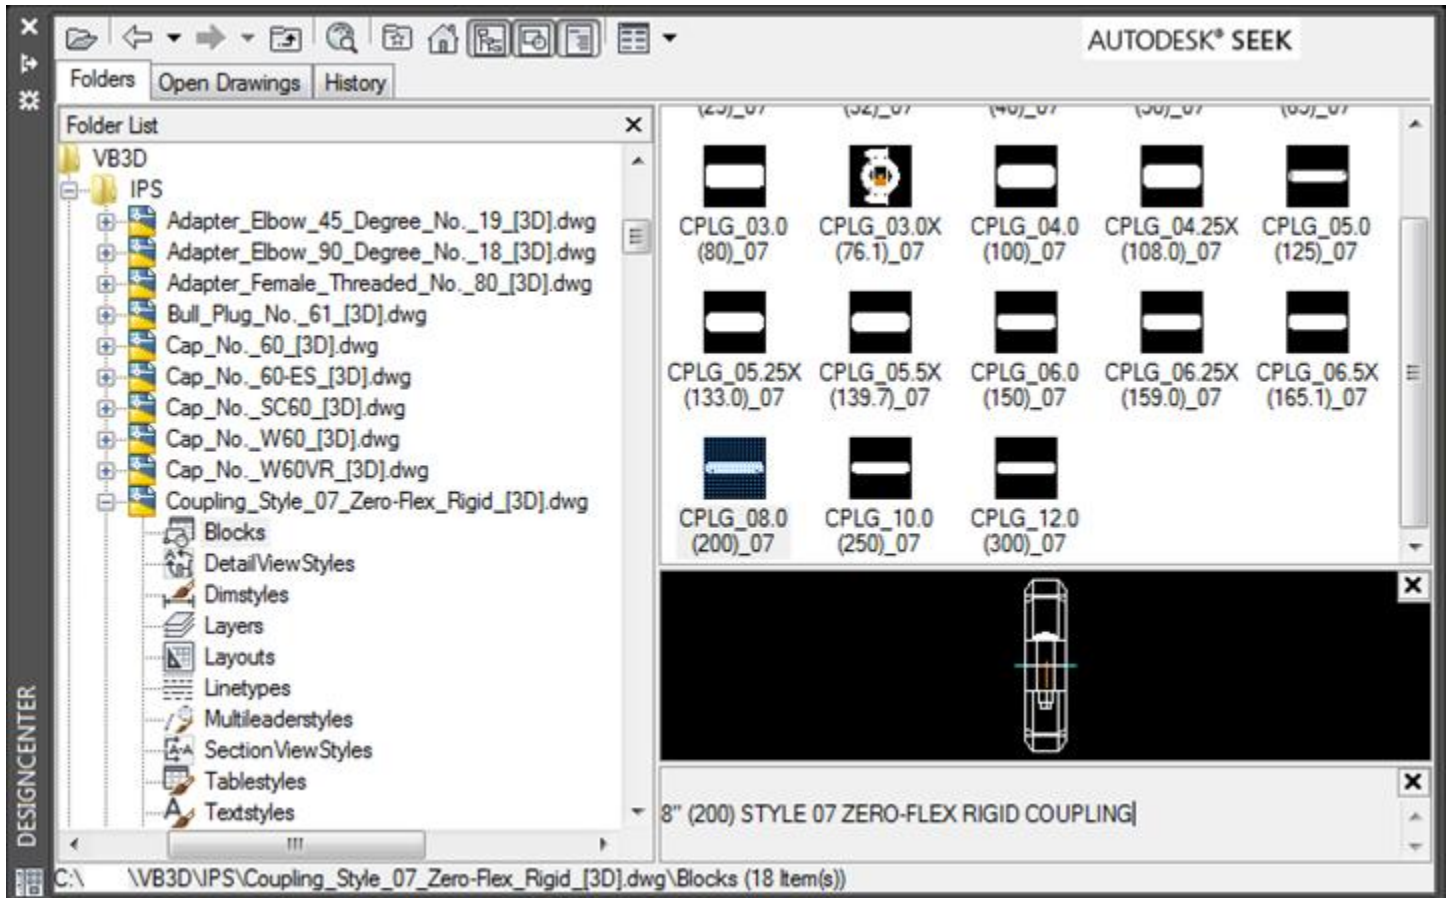 AUTODESK® SEEK
Folders
Open Drawings
History
Folder List
VB3D
IPS
Adapter_Elbow_45_Degree_No._19_[3D].dwg
Adapter_Elbow_90_Degree_No._18_[3D].dwg
Adapter_Female_Threaded_No._80_[3D].dwg
Bull_Plug_No._61_[3D].dwg
Cap_No._60_[3D].dwg
Cap_No._60-ES_[3D].dwg
Cap_No._SC60_[3D].dwg
Cap_No._W60_[3D].dwg
Cap_No._W60VR_[3D].dwg
Coupling_Style_07_Zero-Flex_Rigid_[3D].dwg
Blocks
DetailViewStyles
Dimstyles
Layers
Layouts
Linetypes
Multileaderstyles
SectionViewStyles
Tablestyles
Textstyles
CPLG_03.0
(80)_07
CPLG_03.0X
(76.1)_07
CPLG_04.0
(100)_07
CPLG_04.25X
(108.0)_07
CPLG_05.0
(125)_07
CPLG_05.25X
(133.0)_07
CPLG_05.5X
(139.7)_07
CPLG_06.0
(150)_07
CPLG_06.25X
(159.0)_07
CPLG_06.5X
(165.1)_07
CPLG_08.0
(200)_07
CPLG_10.0
(250)_07
CPLG_12.0
(300)_07
8" (200) STYLE 07 ZERO-FLEX RIGID COUPLING
DESIGNCENTER
C:\ \VB3D\IPS\Coupling_Style_07_Zero-Flex_Rigid_[3D].dwg\Blocks (18 Item(s))